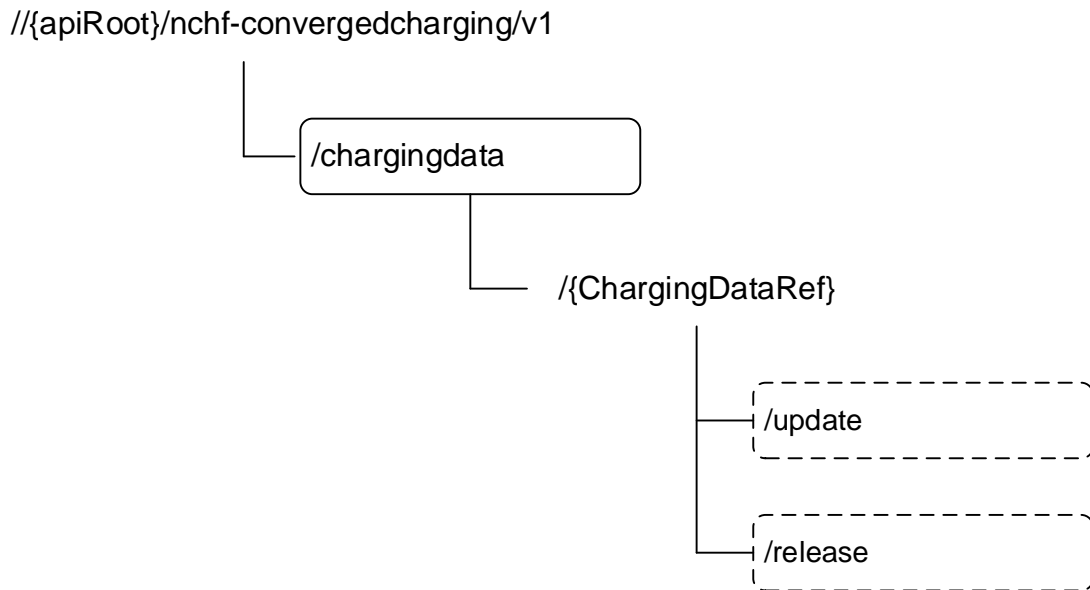 //{apiRoot}/nchf-convergedcharging/v1
/chargingdata
/{ChargingDataRef}
/update
/release